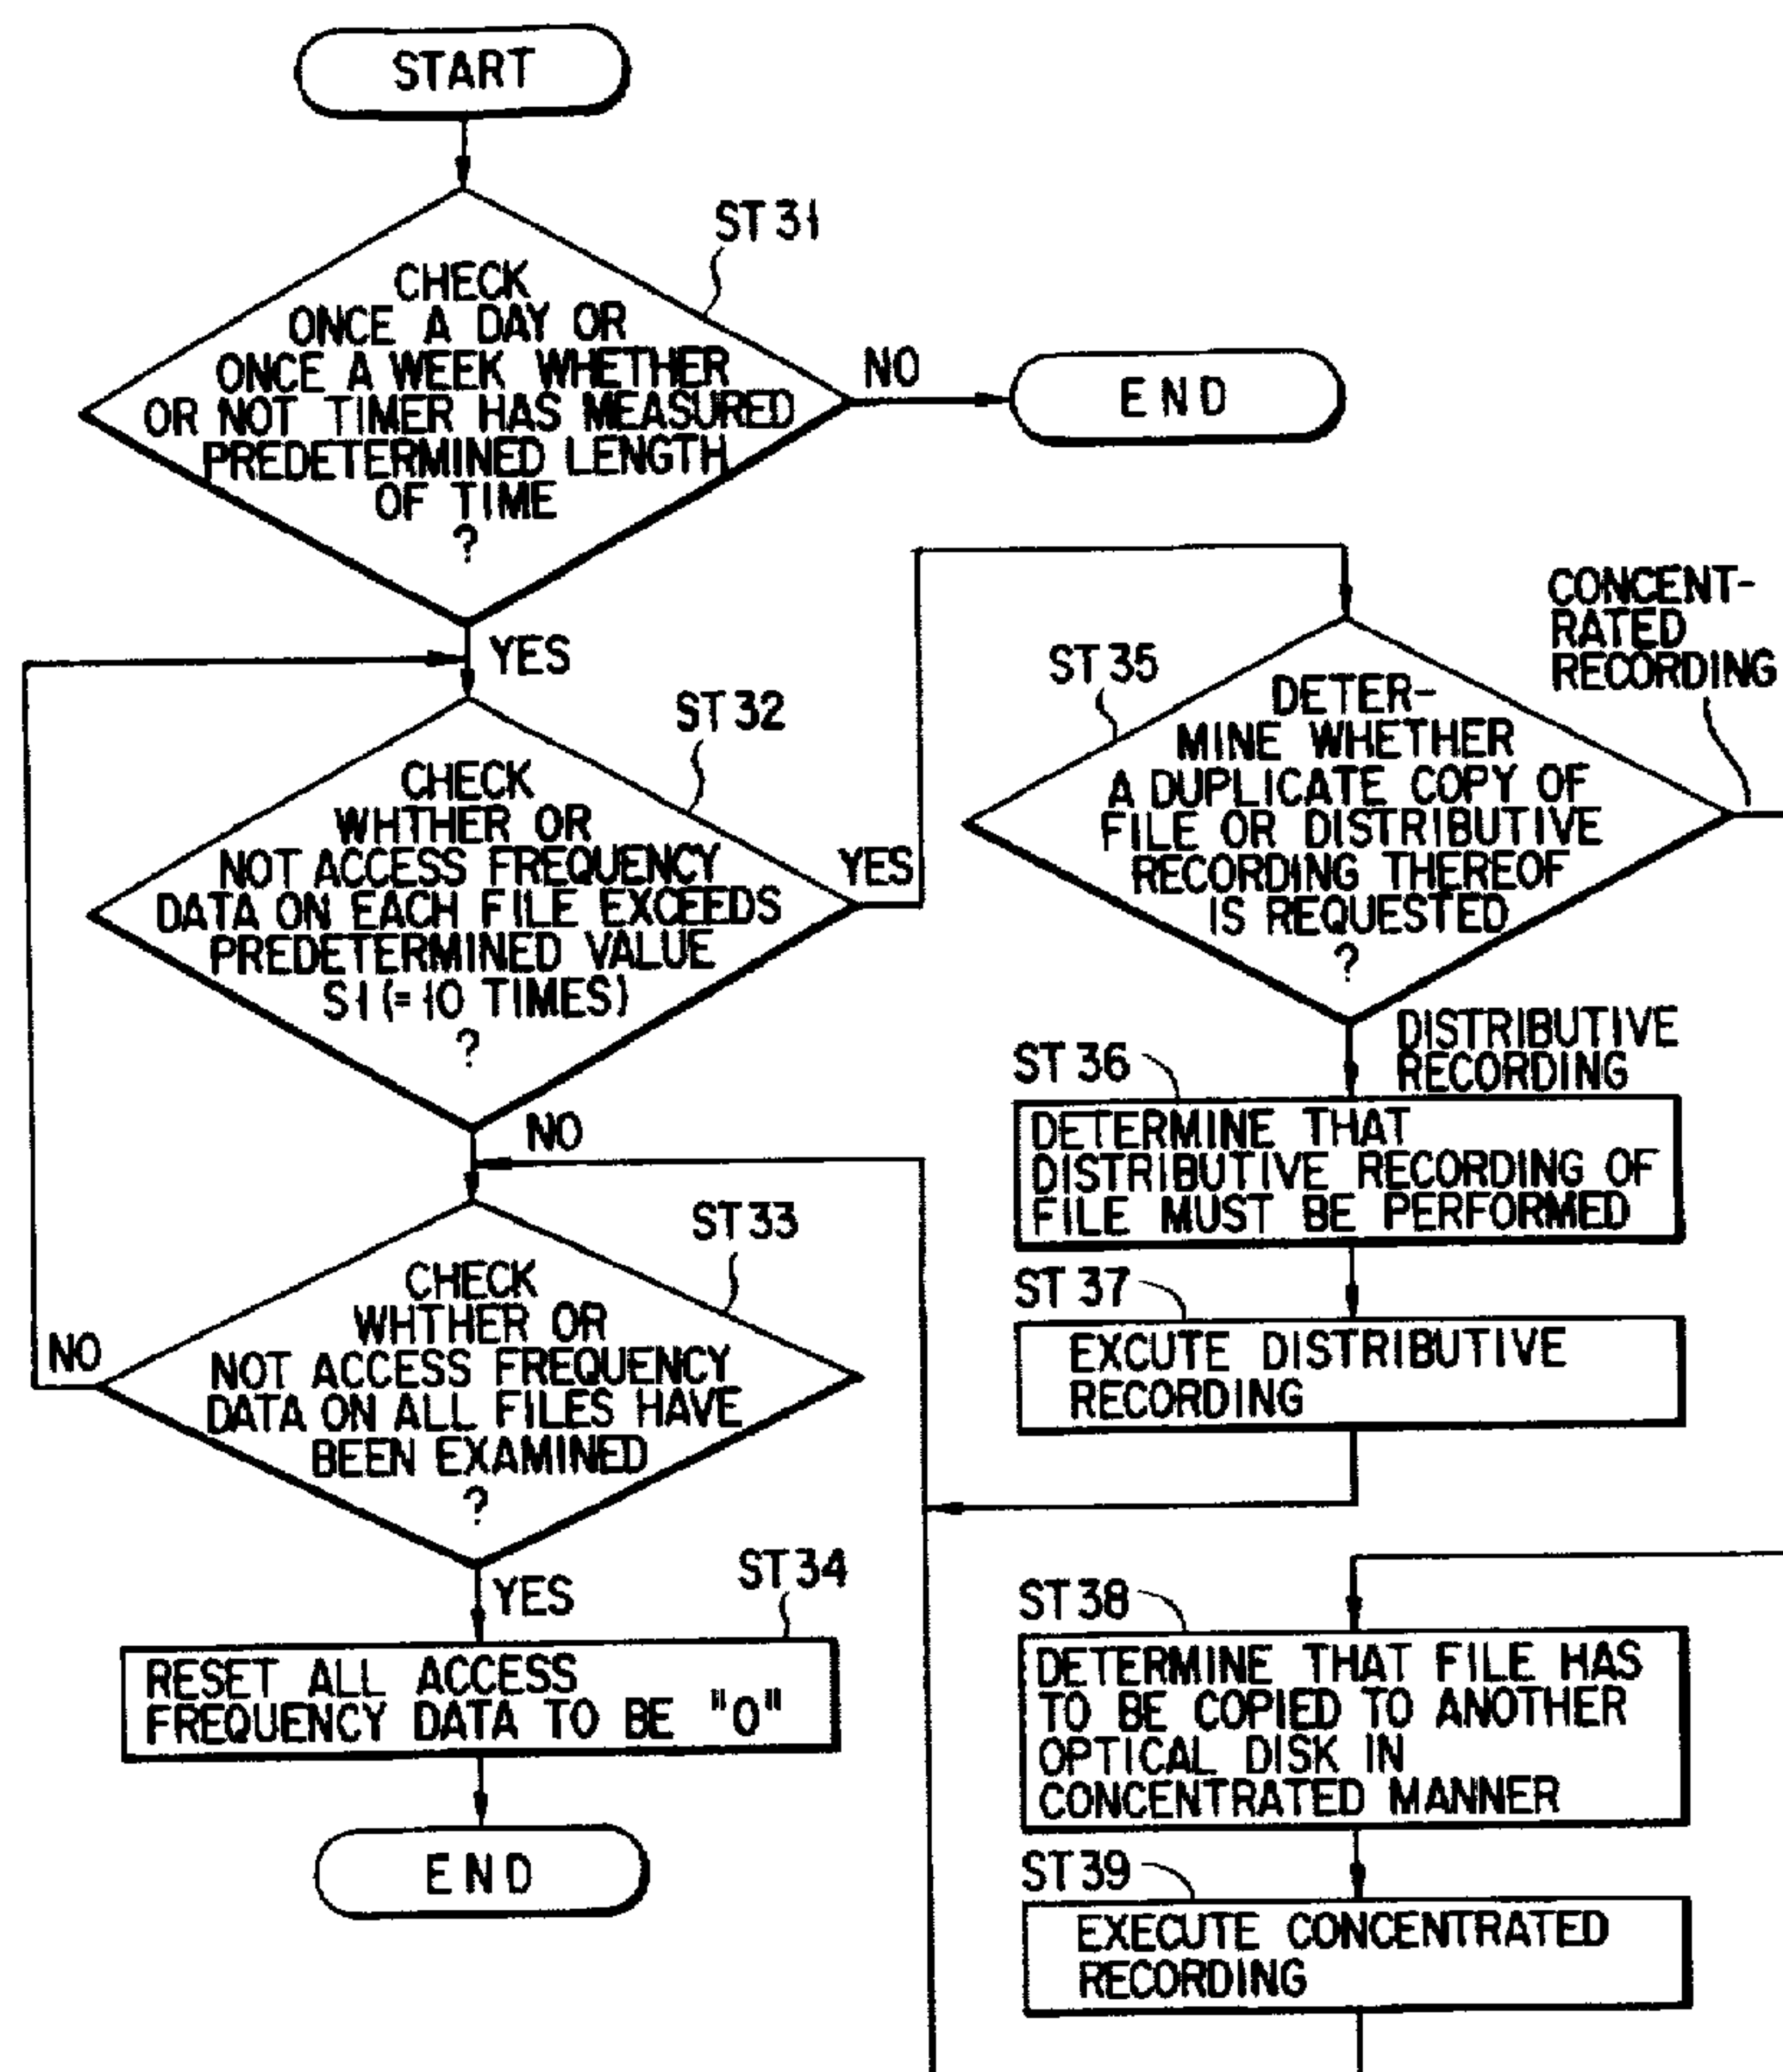 START
ST31
CHECK
ONCE A DAY OR
ONCE A WEEK WHETHER
OR NOT TIMER HAS MEASURED
PREDETERMINED LENGTH
OF TIME
?
NO
END
YES
ST32
CHECK
WHTHER OR
NOT ACCESS FREQUENCY
DATA ON EACH FILE EXCEEDS
PREDETERMINED VALUE
S1 (=10 TIMES)
?
YES
NO
ST33
CHECK
WHTHER OR
NOT ACCESS FREQUENCY
DATA ON ALL FILES HAVE
BEEN EXAMINED
?
NO
YES
ST34
RESET ALL ACCESS
FREQUENCY DATA TO BE "0"
END
ST35
DETER-
MINE WHETHER
A DUPLICATE COPY OF
FILE OR DISTRIBUTIVE
RECORDING THEREOF
IS REQUESTED
?
CONCENT-
RATED
RECORDING
DISTRIBUTIVE
RECORDING
ST36
DETERMINE THAT
DISTRIBUTIVE RECORDING OF
FILE MUST BE PERFORMED
ST37
EXCUTE DISTRIBUTIVE
RECORDING
ST38
DETERMINE THAT FILE HAS
TO BE COPIED TO ANOTHER
OPTICAL DISK IN
CONCENTRATED MANNER
ST39
EXECUTE CONCENTRATED
RECORDING